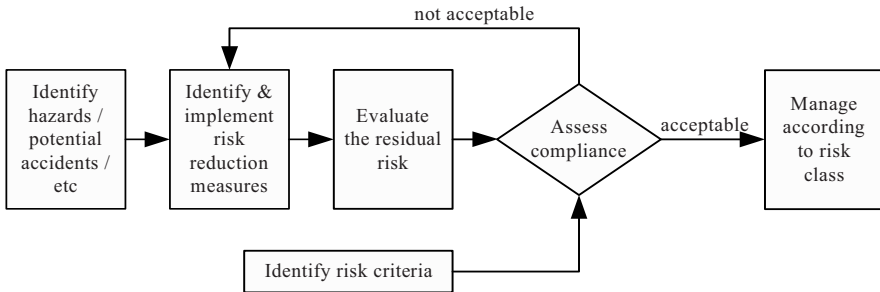 not acceptable
Identify
hazards /
potential
accidents /
etc
Identify &
implement
risk
reduction
measures
Evaluate
the residual
risk
Assess
compliance
acceptable
Manage
according
to risk
class
Identify risk criteria